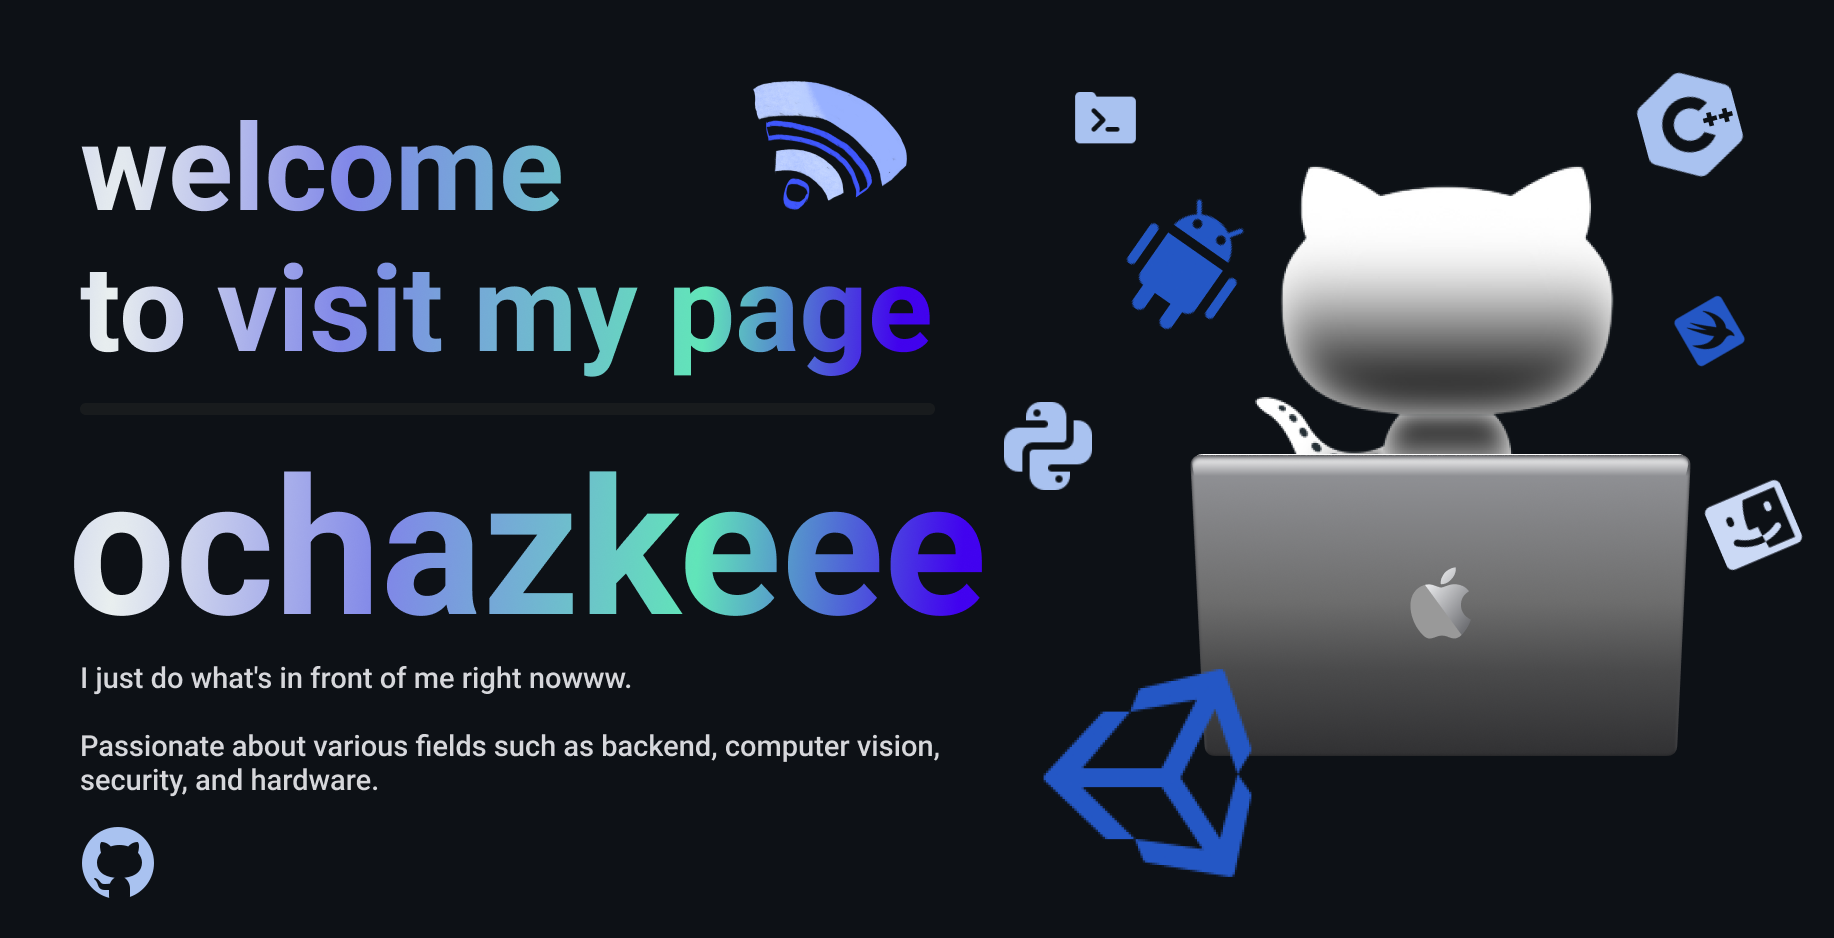 welcome
to visit my page
ochazkeee
I just do what's in front of me right nowww.
Passionate about various fields such as backend, computer vision,
security, and hardware.
C++